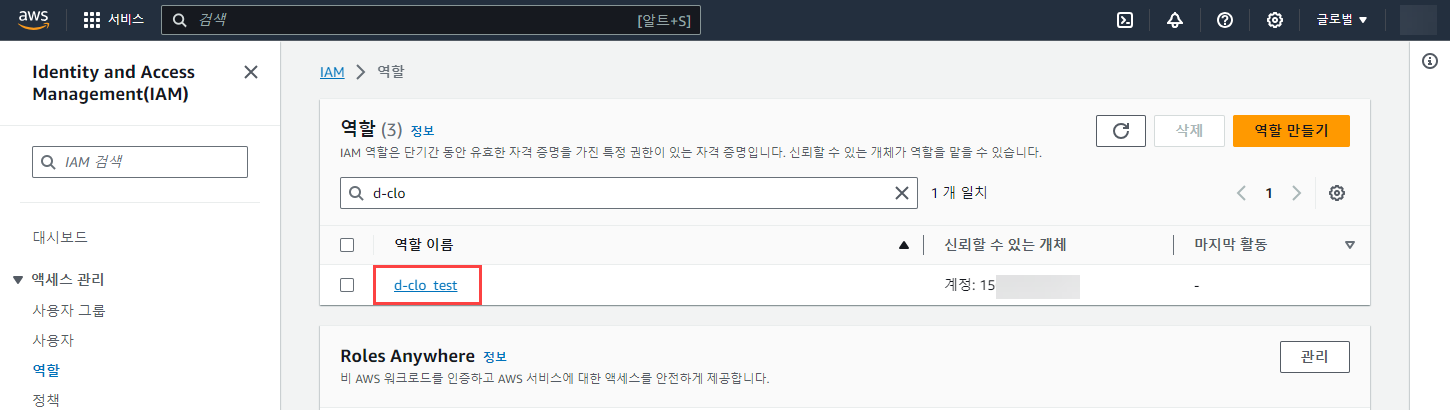 aws 서비스 검색 [알트+S] 글로벌
Identity and Access
Management(IAM)
IAM 검색
대시보드
액세스 관리
사용자 그룹
사용자
역할
정책
IAM 역할
역할 (3) 정보
삭제 역할 만들기
IAM 역할은 단기간 동안 유효한 자격 증명을 가진 특정 권한이 있는 자격 증명입니다. 신뢰할 수 있는 개체가 역할을 맡을 수 있습니다.
d-clo 1 개 일치 1
역할 이름 신뢰할 수 있는 개체 마지막 활동
d-clo_test 계정: 15 -
Roles Anywhere 정보 관리
비 AWS 워크로드를 인증하고 AWS 서비스에 대한 액세스를 안전하게 제공합니다.